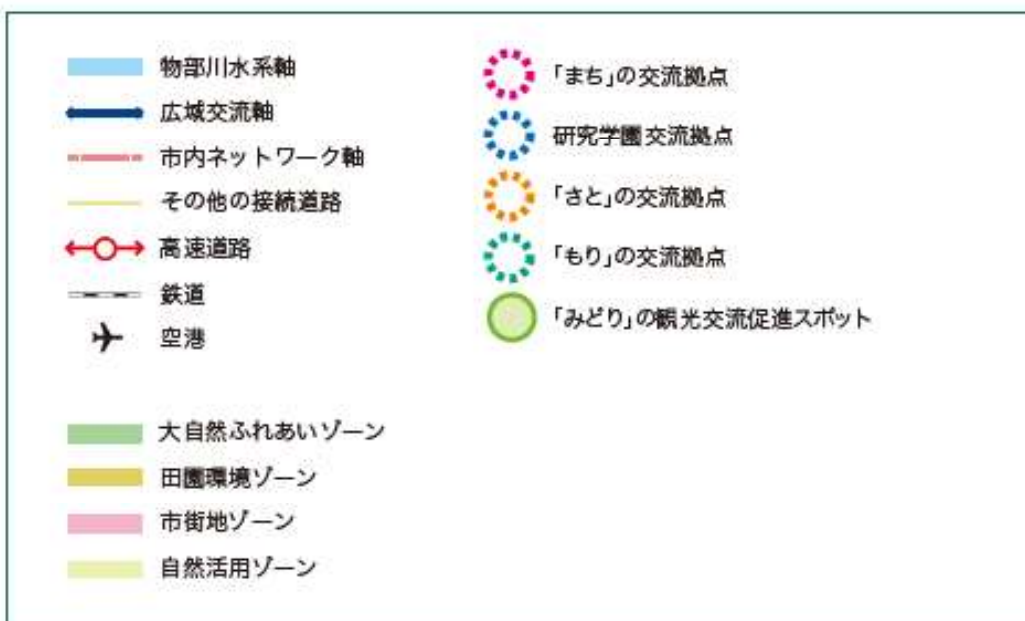 物部川水系軸
広域交流軸
市内ネットワーク軸
その他の接続道路
高速道路
鉄道
空港
「まち」の交流拠点
研究学園交流拠点
「さと」の交流拠点
「もり」の交流拠点
「みどり」の観光交流促進スポット
大自然ふれあいゾーン
田園環境ゾーン
市街地ゾーン
自然活用ゾーン